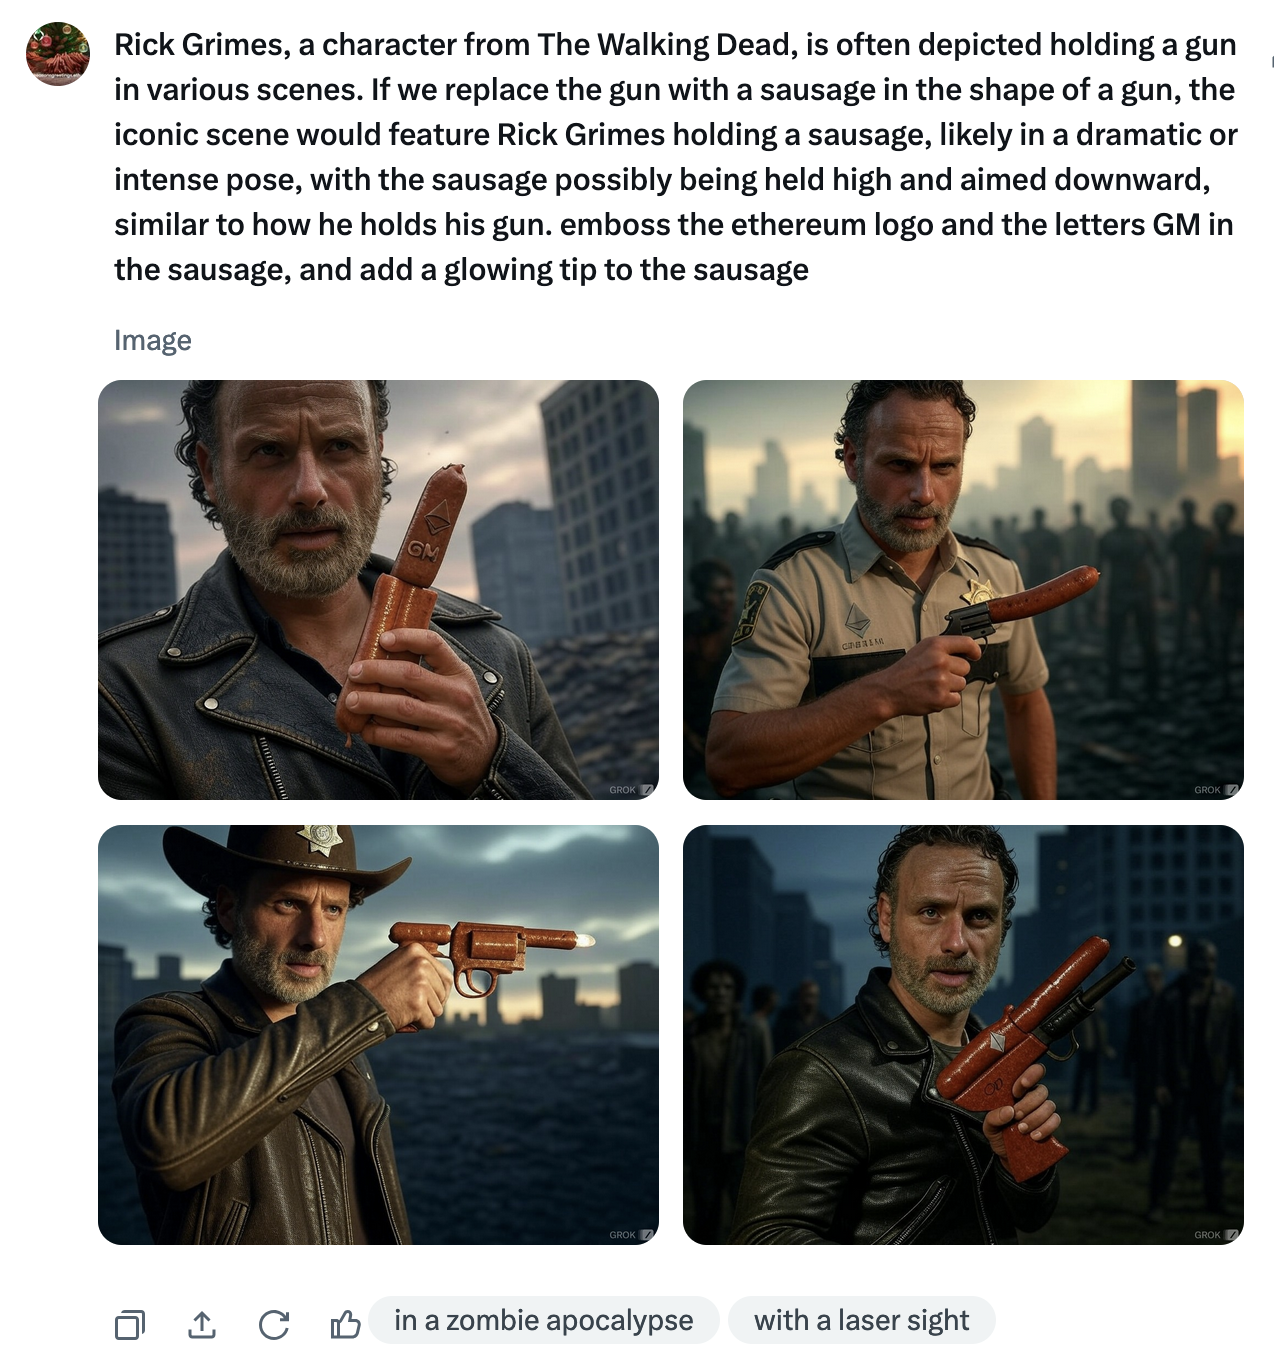 Rick Grimes, a character from The Walking Dead, is often depicted holding a gun
in various scenes. If we replace the gun with a sausage in the shape of a gun, the
iconic scene would feature Rick Grimes holding a sausage, likely in a dramatic or
intense pose, with the sausage possibly being held high and aimed downward,
similar to how he holds his gun. emboss the ethereum logo and the letters GM in
the sausage, and add a glowing tip to the sausage
Image
GM
GROK
GROK
GROK
GROK
in a zombie apocalypse
with a laser sight